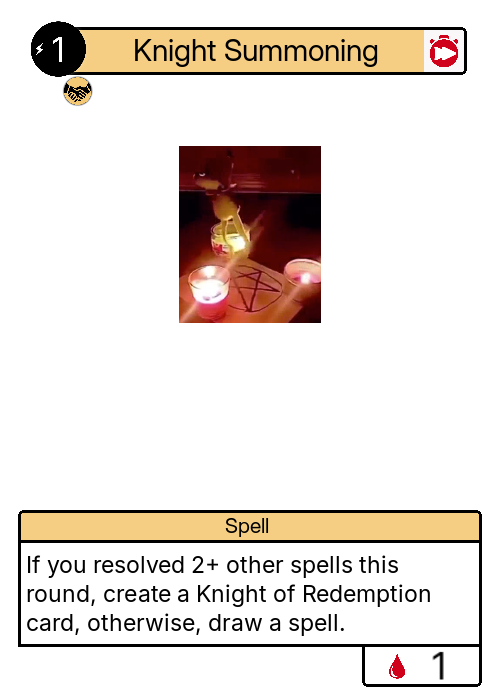 1
Knight Summoning
Spell
If you resolved 2+ other spells this
round, create a Knight of Redemption
card, otherwise, draw a spell.
1